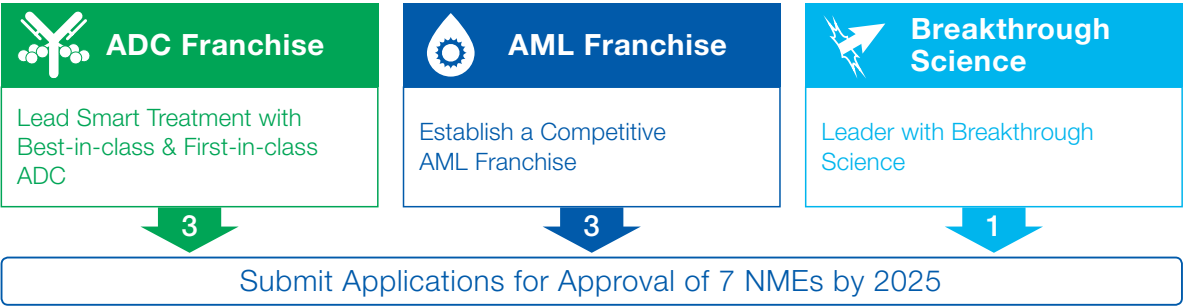 ADC Franchise
Lead Smart Treatment with
Best-in-class & First-in-class
ADC
3
AML Franchise
Establish a Competitive
AML Franchise
3
Breakthrough
Science
Leader with Breakthrough
Science
1
Submit Applications for Approval of 7 NMEs by 2025